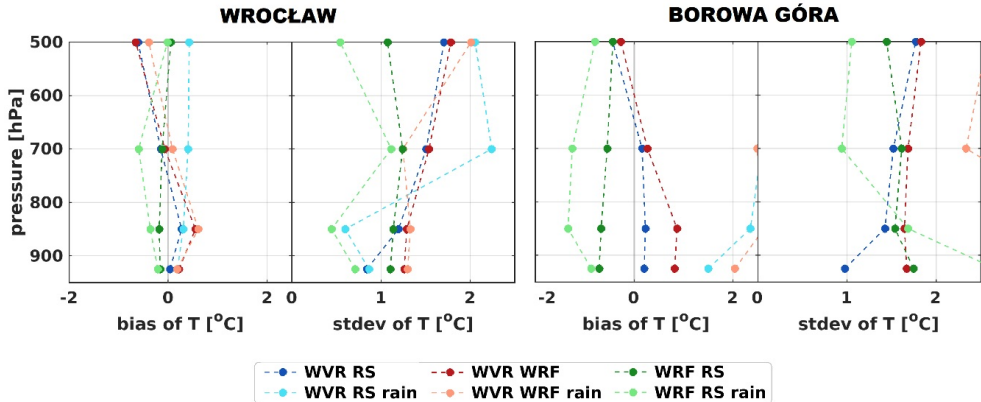 WROCŁAW
BOROWA GÓRA
500
600
700
800
900
pressure [hPa]
-2 0 2 0 1 2
-2 0 2 0 1 2
bias of T [°C]
stdev of T [°C]
bias of T [°C]
stdev of T [°C]
WVR RS WVR WRF WRF RS
WVR RS rain WVR WRF rain WRF RS rain